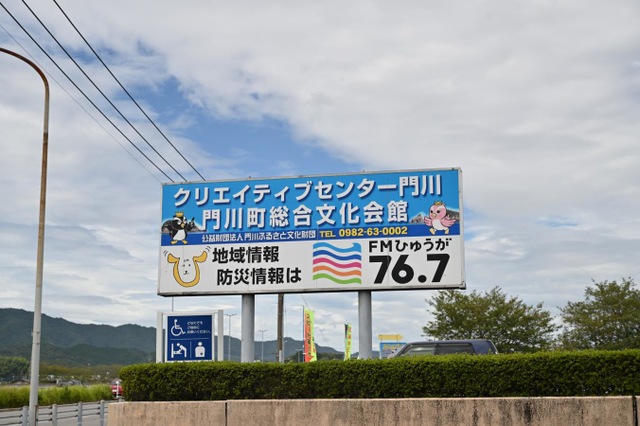 クリエイティブセンター門川
門川町総合文化会館
公益財団法人 門川ふるさと文化財団 TEL 0982-63-0002
地域情報
防災情報は
FMひゅうが
76.7